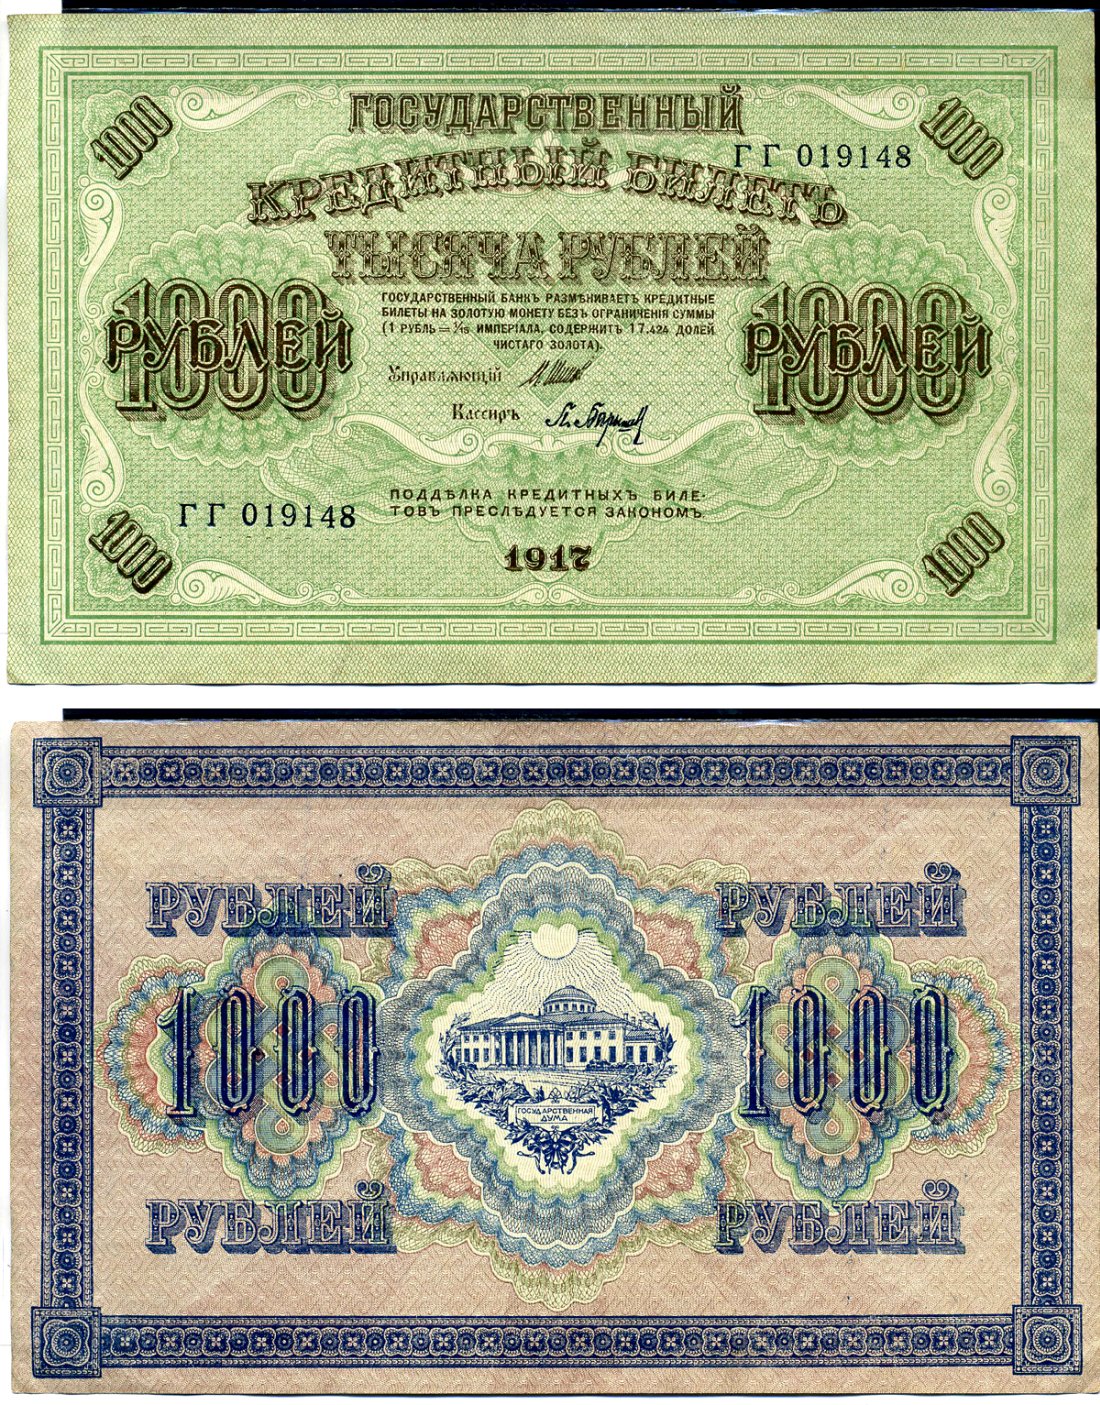 1000
1000
ГОСУДАРСТВЕННЫЙ
КРЕДИТНЫЙ БИЛЕТЪ
ГГ 019148
ТЫСЯЧА РУБЛЕЙ
1000
РУБЛЕЙ
1000
РУБЛЕЙ
ГОСУДАРСТВЕННЫЙ БАНКЪ РАЗМѢНИВАЕТЪ КРЕДИТНЫЕ
БИЛЕТЫ НА ЗОЛОТУЮ МОНЕТУ БЕЗЪ ОГРАНИЧЕНІЯ СУММЫ
(1 РУБЛЬ = 1/15 ИМПЕРІАЛА, СОДЕРЖИТЪ 17.424 ДОЛЕЙ
ЧИСТАГО ЗОЛОТА).
Управляющій
Кассиръ
ПОДДѢЛКА КРЕДИТНЫХЪ БИЛЕ-
ТОВЪ ПРЕСЛѢДУЕТСЯ ЗАКОНОМЪ.
ГГ 019148
1917
1000
1000
РУБЛЕЙ
РУБЛЕЙ
1000
1000
ГОСУДАРСТВЕННАЯ
ДУМА
РУБЛЕЙ
РУБЛЕЙ